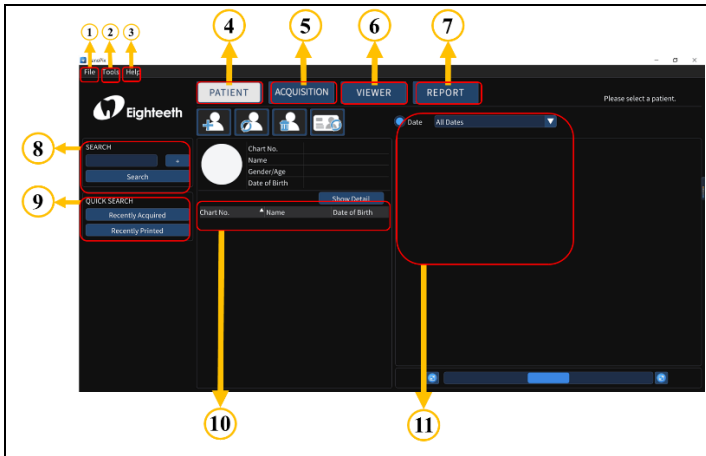 1 2 3 4 5 6 7
File Tools Help
PATIENT ACQUISITION VIEWER REPORT
Please select a patient.
Eighteeth
Date All Dates
8
SEARCH
Chart No.
Name
+
Gender/Age
Search
Date of Birth
9
QUICK SEARCH
Show Detail
Recently Acquired
Chart No. Name Date of Birth
Recently Printed
10 11